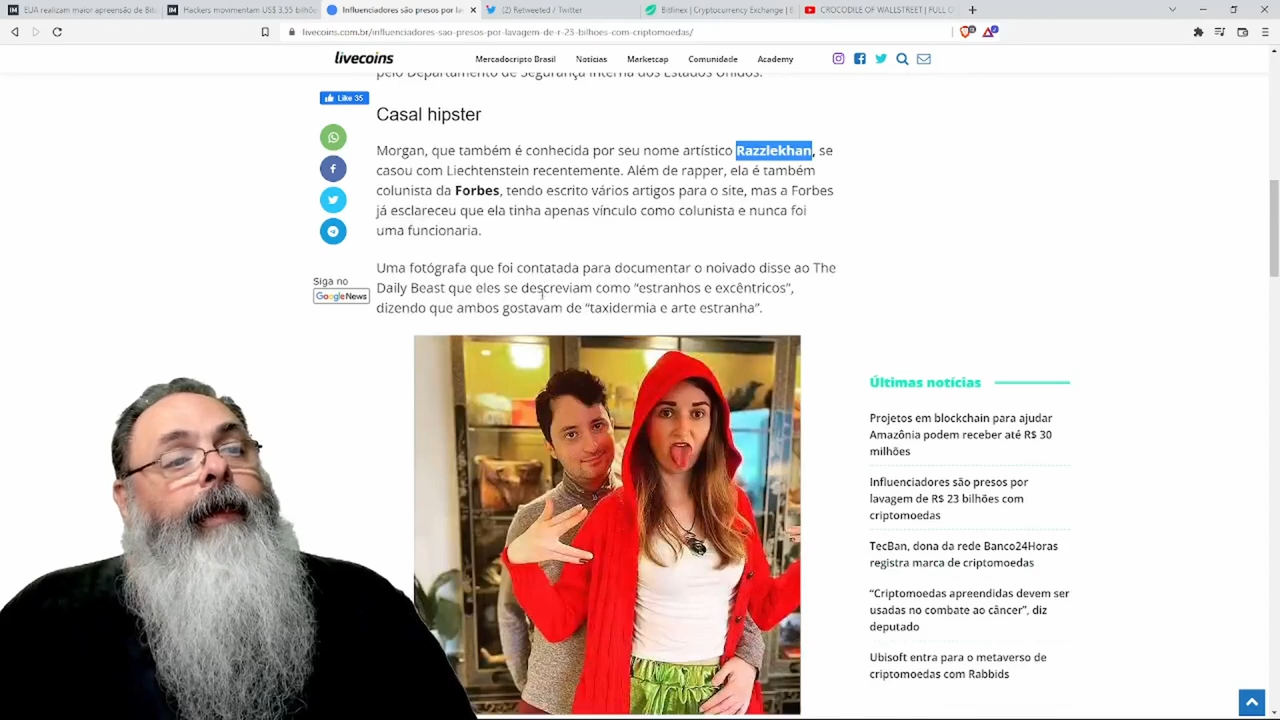 EUA realizam maior apreensão de Bit
Hackers movimentam US$ 3,55 bilhõe
Influenciadores são presos por la
(2) Retweeted / Twitter
Bitfinex | Cryptocurrency Exchange | B
CROCODILE OF WALLSTREET | FULL
livecoins.com.br/influenciadores-sao-presos-por-lavagem-de-r-23-bilhoes-com-criptomoedas/
livecoins
Mercadocripto Brasil
Notícias
Marketcap
Comunidade
Academy
pelo Departamento de Segurança Interna dos Estados Unidos.
Like 35
Casal hipster
Morgan, que também é conhecida por seu nome artístico Razzlekhan, se
casou com Liechtenstein recentemente. Além de rapper, ela é também
colunista da Forbes, tendo escrito vários artigos para o site, mas a Forbes
já esclareceu que ela tinha apenas vínculo como colunista e nunca foi
uma funcionaria.
Siga no
Google News
Uma fotógrafa que foi contatada para documentar o noivado disse ao The
Daily Beast que eles se descreviam como “estranhos e excêntricos”,
dizendo que ambos gostavam de “taxidermia e arte estranha”.
Últimas notícias
Projetos em blockchain para ajudar
Amazônia podem receber até R$ 30
milhões
Influenciadores são presos por
lavagem de R$ 23 bilhões com
criptomoedas
TecBan, dona da rede Banco24Horas
registra marca de criptomoedas
“Criptomoedas apreendidas devem ser
usadas no combate ao câncer”, diz
deputado
Ubisoft entra para o metaverso de
criptomoedas com Rabbids